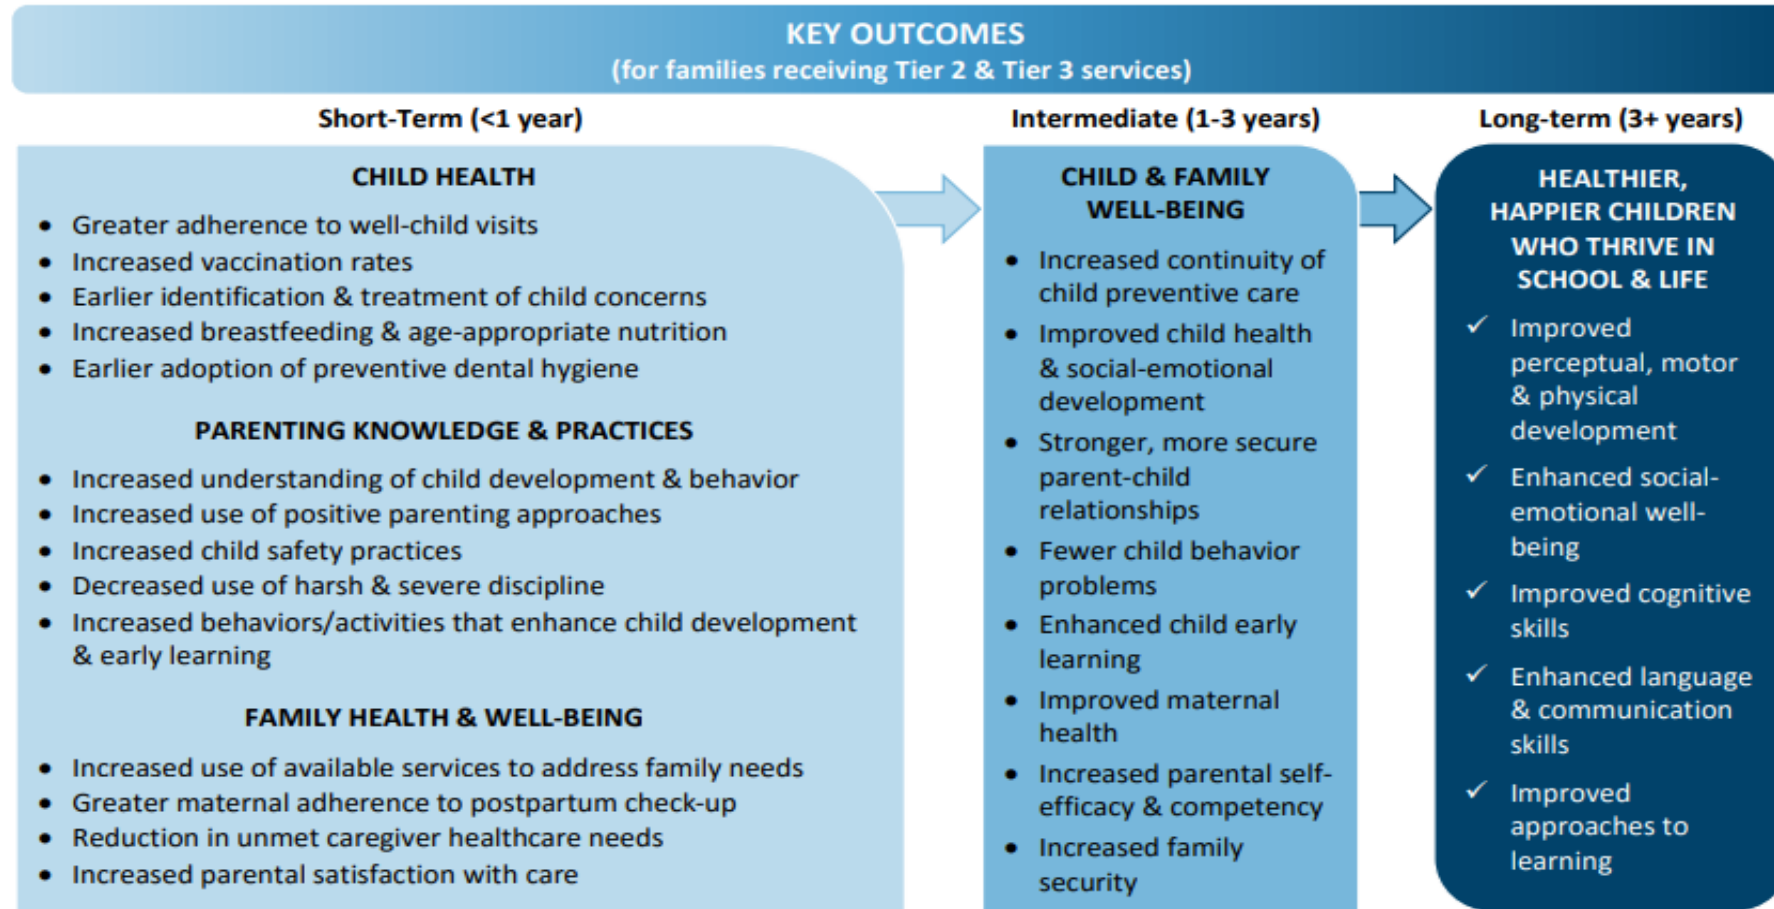 KEY OUTCOMES
(for families receiving Tier 2 & Tier 3 services)
Short-Term (<1 year)
CHILD HEALTH
• Greater adherence to well-child visits
• Increased vaccination rates
• Earlier identification & treatment of child concerns
• Increased breastfeeding & age-appropriate nutrition
• Earlier adoption of preventive dental hygiene
PARENTING KNOWLEDGE & PRACTICES
• Increased understanding of child development & behavior
• Increased use of positive parenting approaches
• Increased child safety practices
• Decreased use of harsh & severe discipline
• Increased behaviors/activities that enhance child development
& early learning
FAMILY HEALTH & WELL-BEING
• Increased use of available services to address family needs
• Greater maternal adherence to postpartum check-up
• Reduction in unmet caregiver healthcare needs
• Increased parental satisfaction with care
Intermediate (1-3 years)
CHILD & FAMILY
WELL-BEING
• Increased continuity of
child preventive care
• Improved child health
& social-emotional
development
• Stronger, more secure
parent-child
relationships
• Fewer child behavior
problems
• Enhanced child early
learning
• Improved maternal
health
• Increased parental self-
efficacy & competency
• Increased family
security
Long-term (3+ years)
HEALTHIER,
HAPPIER CHILDREN
WHO THRIVE IN
SCHOOL & LIFE
✓ Improved
perceptual, motor
& physical
development
✓ Enhanced social-
emotional well-
being
✓ Improved cognitive
skills
✓ Enhanced language
& communication
skills
✓ Improved
approaches to
learning